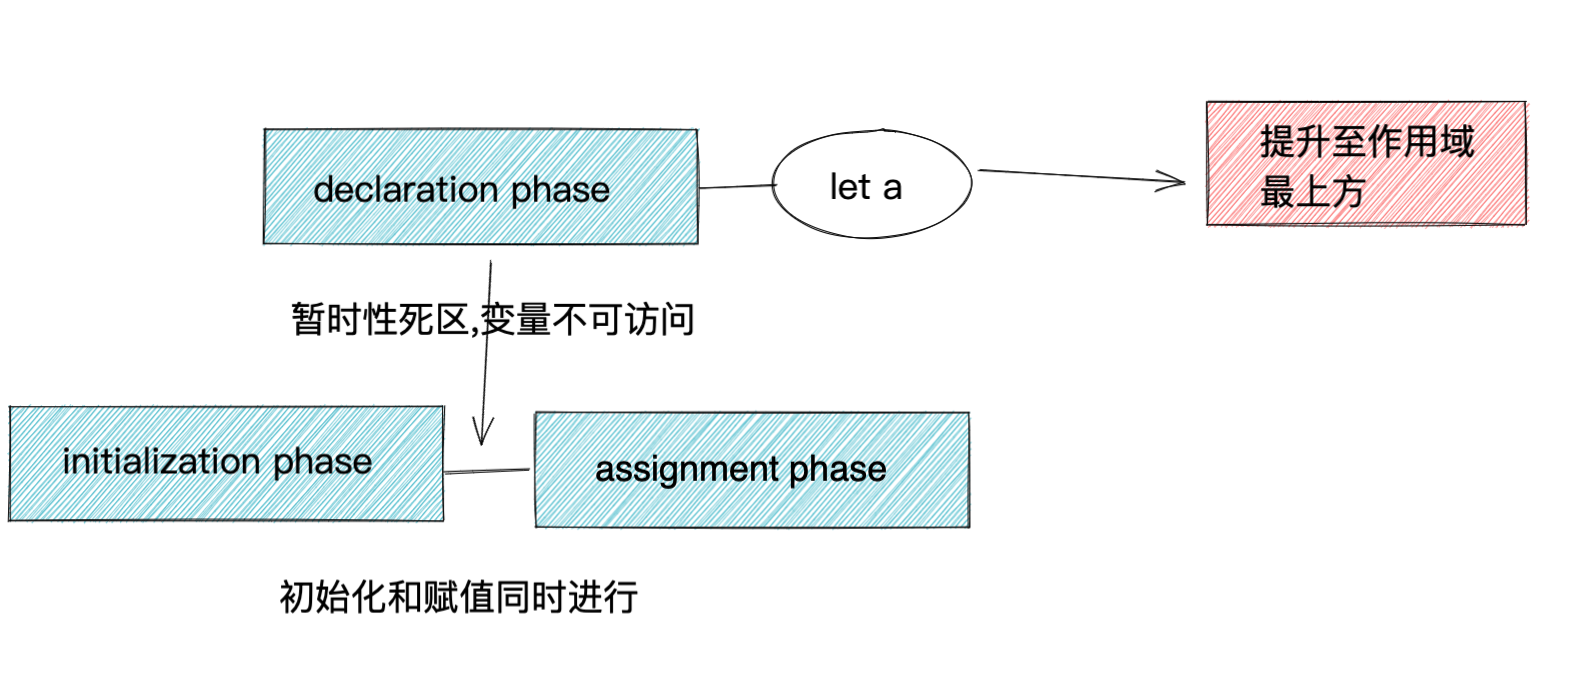 declaration phase
let a
提升至作用域
最上方
暂时性死区,变量不可访问
initialization phase
assignment phase
初始化和赋值同时进行